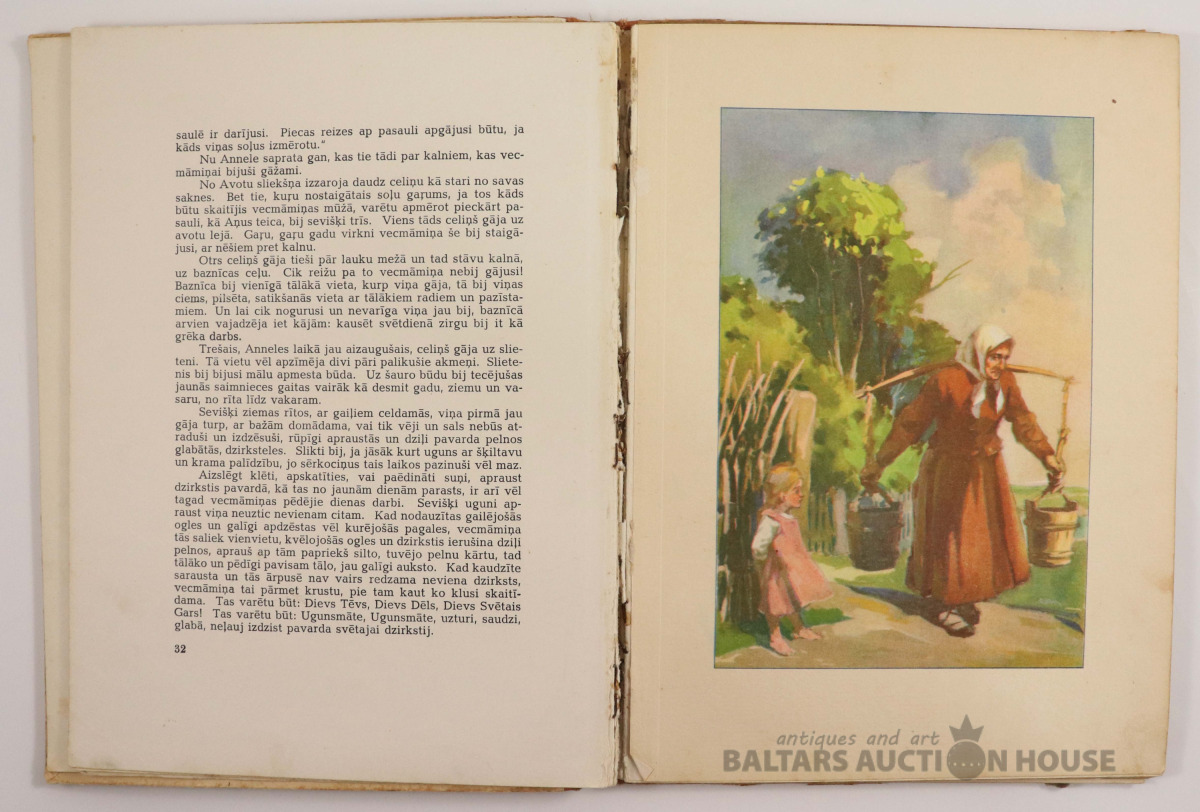 saulē ir darījusi. Piecas reizes ap pasauli apgājusi būtu, ja
kāds viņas soļus izmērotu."
Nu Annele saprata gan, kas tie tādi par kalniem, kas vec-
māmiņai bijuši gāžami.
No Avotu sliekšņa izzaroja daudz celiņu kā stari no savas
saknes. Bet tie, kuŗu nostaigātais soļu gaŗums, ja tos kāds
būtu skaitījis vecmāmiņas mūžā, varētu apmērot pieckārt pa-
sauli, kā Aņus teica, bij sevišķi trīs. Viens tāds celiņš gāja uz
avotu lejā. Gaŗu, gaŗu gadu virkni vecmāmiņa še bij staigā-
jusi, ar nēšiem pret kalnu.
Otrs celiņš gāja tieši pār lauku mežā un tad stāvu kalnā,
uz baznīcas ceļu. Cik reižu pa to vecmāmiņa nebij gājusi!
Baznīca bij vienīgā tālākā vieta, kurp viņa gāja, tā bij viņas
ciems, pilsēta, satikšanās vieta ar tālākiem radiem un pazīsta-
miem. Un lai cik nogurusi un nevarīga viņa jau bij, baznīcā
arvien vajadzēja iet kājām: kausēt svētdienā zirgu bij it kā
grēka darbs.
Trešais, Anneles laikā jau aizaugušais, celiņš gāja uz slie-
teni. Tā vietu vēl apzīmēja divi pāri palikušie akmeņi. Slie­te-
nis bij bijusi mālu apmesta būda. Uz šauro būdu bij tecējušas
jaunās saimnieces gaitas vairāk kā desmit gadu, ziemu un va-
saru, no rīta līdz vakaram.
Sevišķi ziemas rītos, ar gaiļiem celdamās, viņa pirmā jau
gāja turp, ar bažām domādama, vai tik vēji un sals nebūs at-
raduši un izdzēsuši, rūpīgi apraustās un dziļi pavarda pelnos
glabātās, dzirksteles. Slikti bij, ja jāsāk kurt uguns ar šķiltavu
un krama palīdzību, jo sērkociņus tais laikos pazinuši vēl maz.
Aizslēgt klēti, apskatīties, vai paēdināti suņi, apraust
dzirkstis pavardā, kā tas no jaunām dienām parasts, ir arī vēl
tagad vecmāmiņas pēdējie dienas darbi. Sevišķi uguni ap-
raust viņa neuztic nevienam citam. Kad nodauzītas gailējošās
ogles un galīgi apdzēstas vēl kurējošās pagales, vecmāmiņa
tās saliek vienvietu, kvēlojošās ogles un dzirkstis ierušina dziļi
pelnos, aprauš ap tām papriekš silto, tuvējo pelnu kārtu, tad
tālāko un pēdīgi pavisam tāļo, jau galīgi auksto. Kad kaudzīte
sarausta un tās ārpusē nav vairs redzama neviena dzirksts,
vecmāmiņa tai pārmet krustu, pie tam kaut ko klusi skaitī-
dama. Tas varētu būt: Dievs Tēvs, Dievs Dēls, Dievs Svētais
Gars! Tas varētu būt: Ugunsmāte, Ugunsmāte, uzturi, saudzi,
glabā, neļauj izdzist pavarda svētajai dzirkstij.
32
antiques and art
BALTARS AUCTION HOUSE